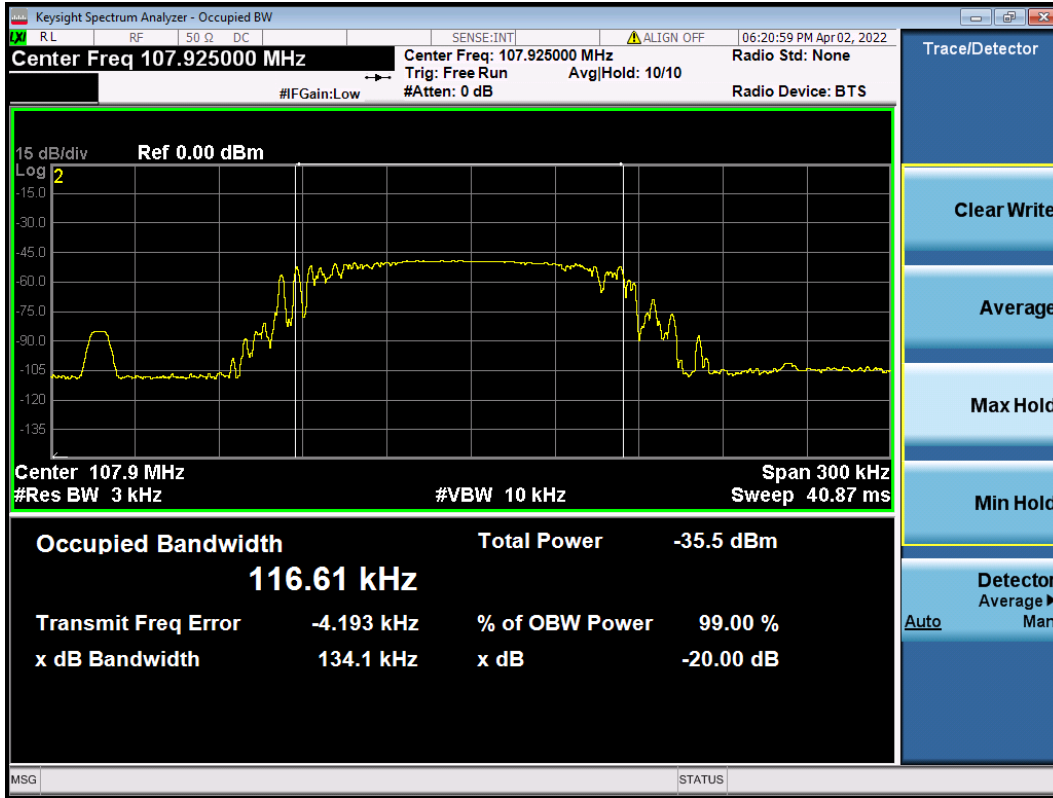 Keysight Spectrum Analyzer - Occupied BW
LXI RL RF 50 Ω DC SENSE:INT ALIGN OFF 06:20:59 PM Apr 02, 2022
Center Freq 107.925000 MHz
Center Freq: 107.925000 MHz Radio Std: None
Trig: Free Run Avg|Hold: 10/10
#IFGain:Low #Atten: 0 dB Radio Device: BTS
15 dB/div Ref 0.00 dBm
Log
2
-15.0
-30.0
-45.0
-60.0
-75.0
-90.0
-105
-120
-135
Center 107.9 MHz Span 300 kHz
#Res BW 3 kHz #VBW 10 kHz Sweep 40.87 ms
Occupied Bandwidth Total Power -35.5 dBm
116.61 kHz
Transmit Freq Error -4.193 kHz % of OBW Power 99.00 %
x dB Bandwidth 134.1 kHz x dB -20.00 dB
MSG STATUS
Trace/Detector
Clear Write
Average
Max Hold
Min Hold
Detector
Average
Auto Man